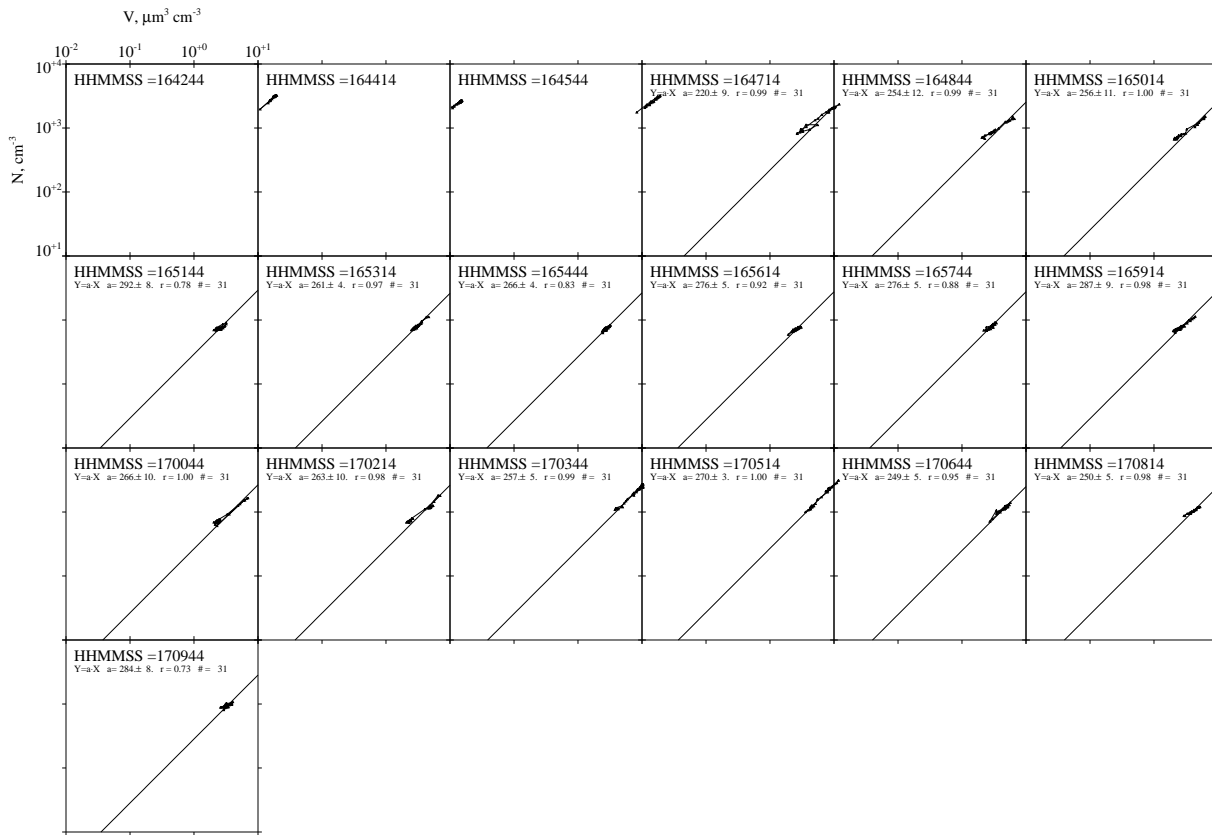 V, μm³ cm⁻³
10⁻² 10⁻¹ 10⁺⁰ 10⁺¹
N, cm⁻³
10⁺⁴
10⁺³
10⁺²
10⁺¹
HHMMSS =164244
HHMMSS =164414
HHMMSS =164544
HHMMSS =164714
Y=a·X a= 220.± 9. r = 0.99 # = 31
HHMMSS =164844
Y=a·X a= 254.± 12. r = 0.99 # = 31
HHMMSS =165014
Y=a·X a= 256.± 11. r = 1.00 # = 31
HHMMSS =165144
Y=a·X a= 292.± 8. r = 0.78 # = 31
HHMMSS =165314
Y=a·X a= 261.± 4. r = 0.97 # = 31
HHMMSS =165444
Y=a·X a= 266.± 4. r = 0.83 # = 31
HHMMSS =165614
Y=a·X a= 276.± 5. r = 0.92 # = 31
HHMMSS =165744
Y=a·X a= 276.± 5. r = 0.88 # = 31
HHMMSS =165914
Y=a·X a= 287.± 9. r = 0.98 # = 31
HHMMSS =170044
Y=a·X a= 266.± 10. r = 1.00 # = 31
HHMMSS =170214
Y=a·X a= 263.± 10. r = 0.98 # = 31
HHMMSS =170344
Y=a·X a= 257.± 5. r = 0.99 # = 31
HHMMSS =170514
Y=a·X a= 270.± 3. r = 1.00 # = 31
HHMMSS =170644
Y=a·X a= 249.± 5. r = 0.95 # = 31
HHMMSS =170814
Y=a·X a= 250.± 5. r = 0.98 # = 31
HHMMSS =170944
Y=a·X a= 284.± 8. r = 0.73 # = 31